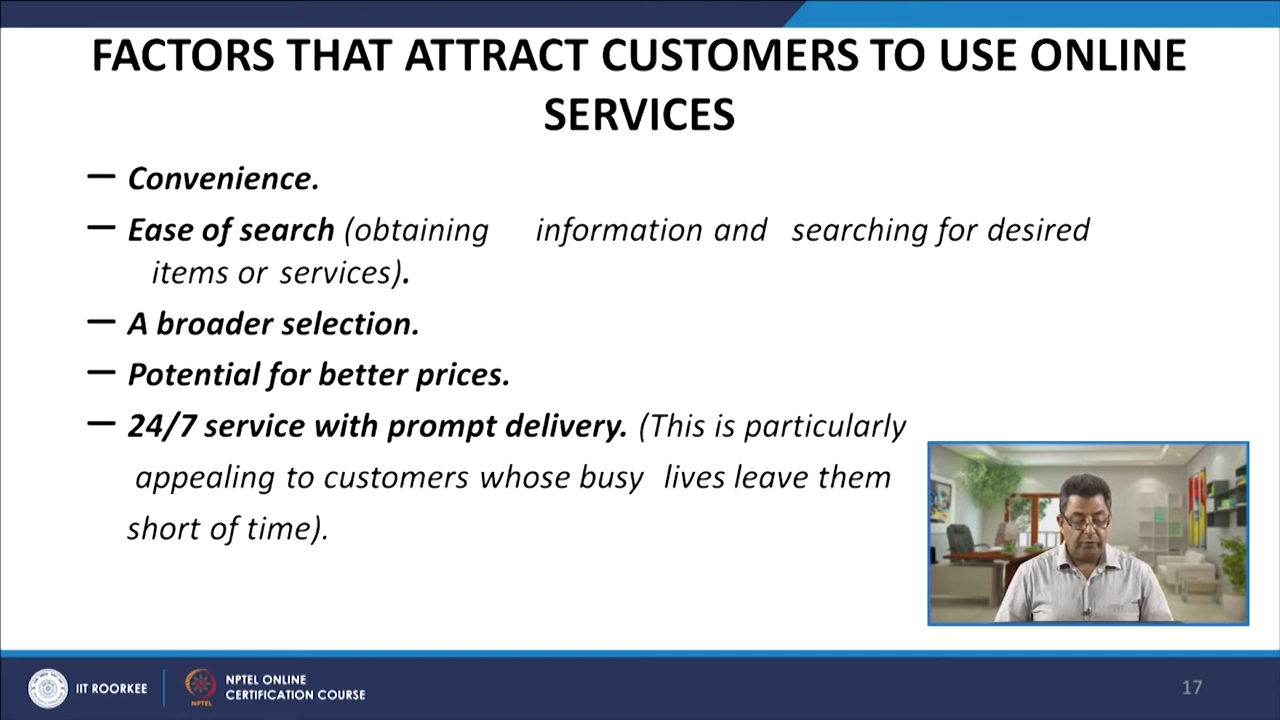 FACTORS THAT ATTRACT CUSTOMERS TO USE ONLINE
SERVICES
— Convenience.
— Ease of search (obtaining information and searching for desired
items or services).
— A broader selection.
— Potential for better prices.
— 24/7 service with prompt delivery. (This is particularly
appealing to customers whose busy lives leave them
short of time).
IIT ROORKEE
NPTEL
NPTEL ONLINE
CERTIFICATION COURSE
17